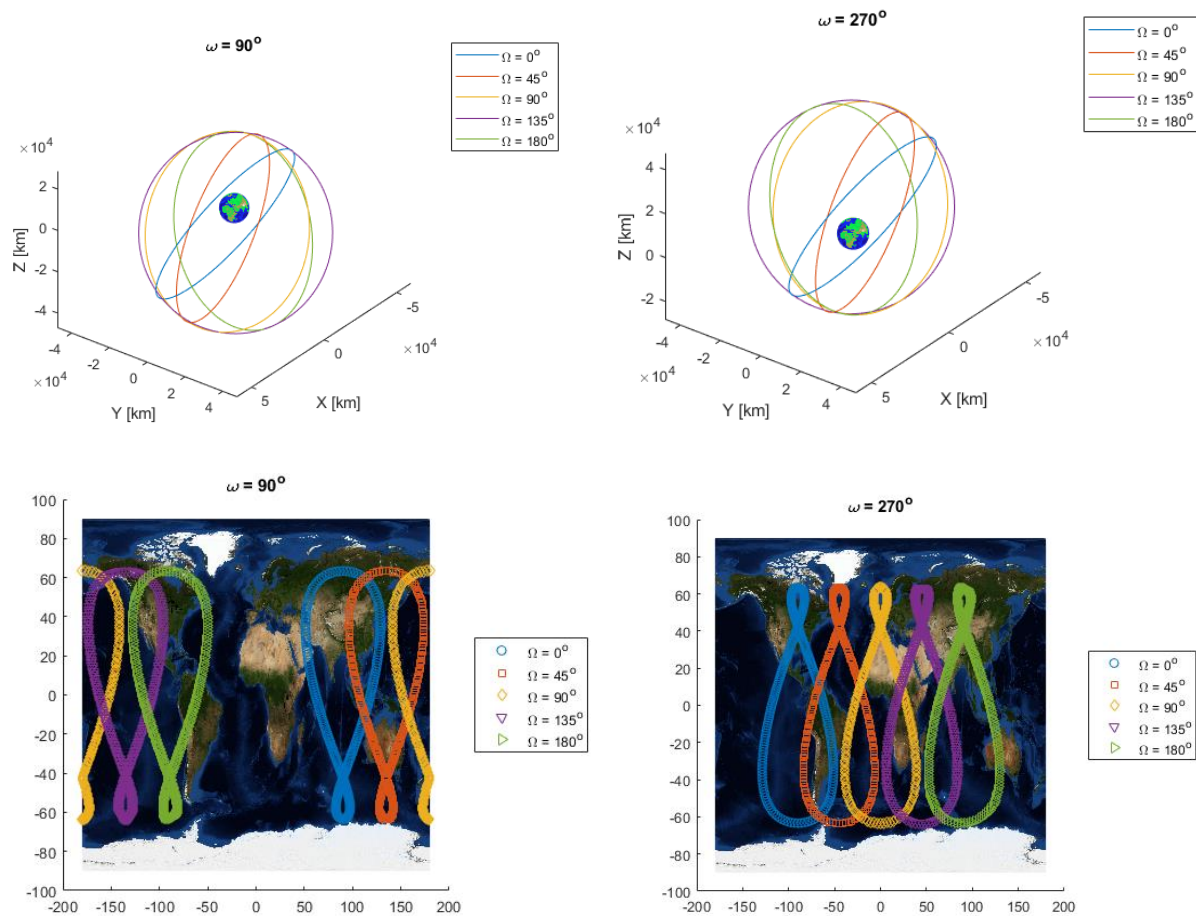 ω = 90°
Ω = 0°
Ω = 45°
Ω = 90°
Ω = 135°
Ω = 180°
× 10⁴
2
0
-2
-4
Z [km]
-4
-2
0
2
4
× 10⁴
Y [km]
5
0
-5
× 10⁴
X [km]
ω = 270°
Ω = 0°
Ω = 45°
Ω = 90°
Ω = 135°
Ω = 180°
× 10⁴
4
2
0
-2
Z [km]
-4
-2
0
2
4
× 10⁴
Y [km]
5
0
-5
× 10⁴
X [km]
ω = 90°
100
80
60
40
20
0
-20
-40
-60
-80
-100
-200 -150 -100 -50 0 50 100 150 200
Ω = 0°
Ω = 45°
Ω = 90°
Ω = 135°
Ω = 180°
ω = 270°
100
80
60
40
20
0
-20
-40
-60
-80
-100
-200 -150 -100 -50 0 50 100 150 200
Ω = 0°
Ω = 45°
Ω = 90°
Ω = 135°
Ω = 180°